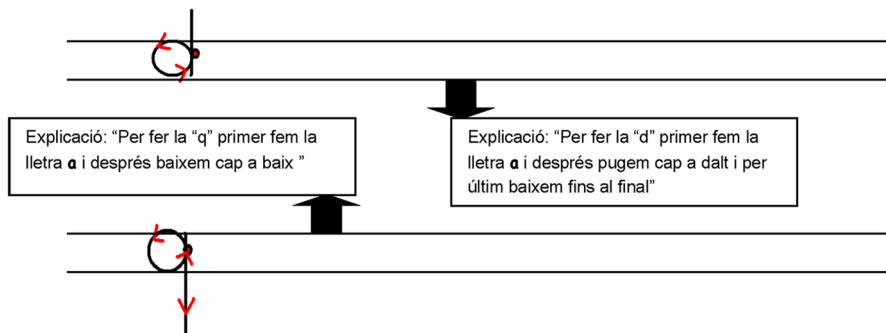 Explicació: “Per fer la “q” primer fem la
lletra a i després baixem cap a baix ”
Explicació: “Per fer la “d” primer fem la
lletra a i després pugem cap a dalt i per
últim baixem fins al final”